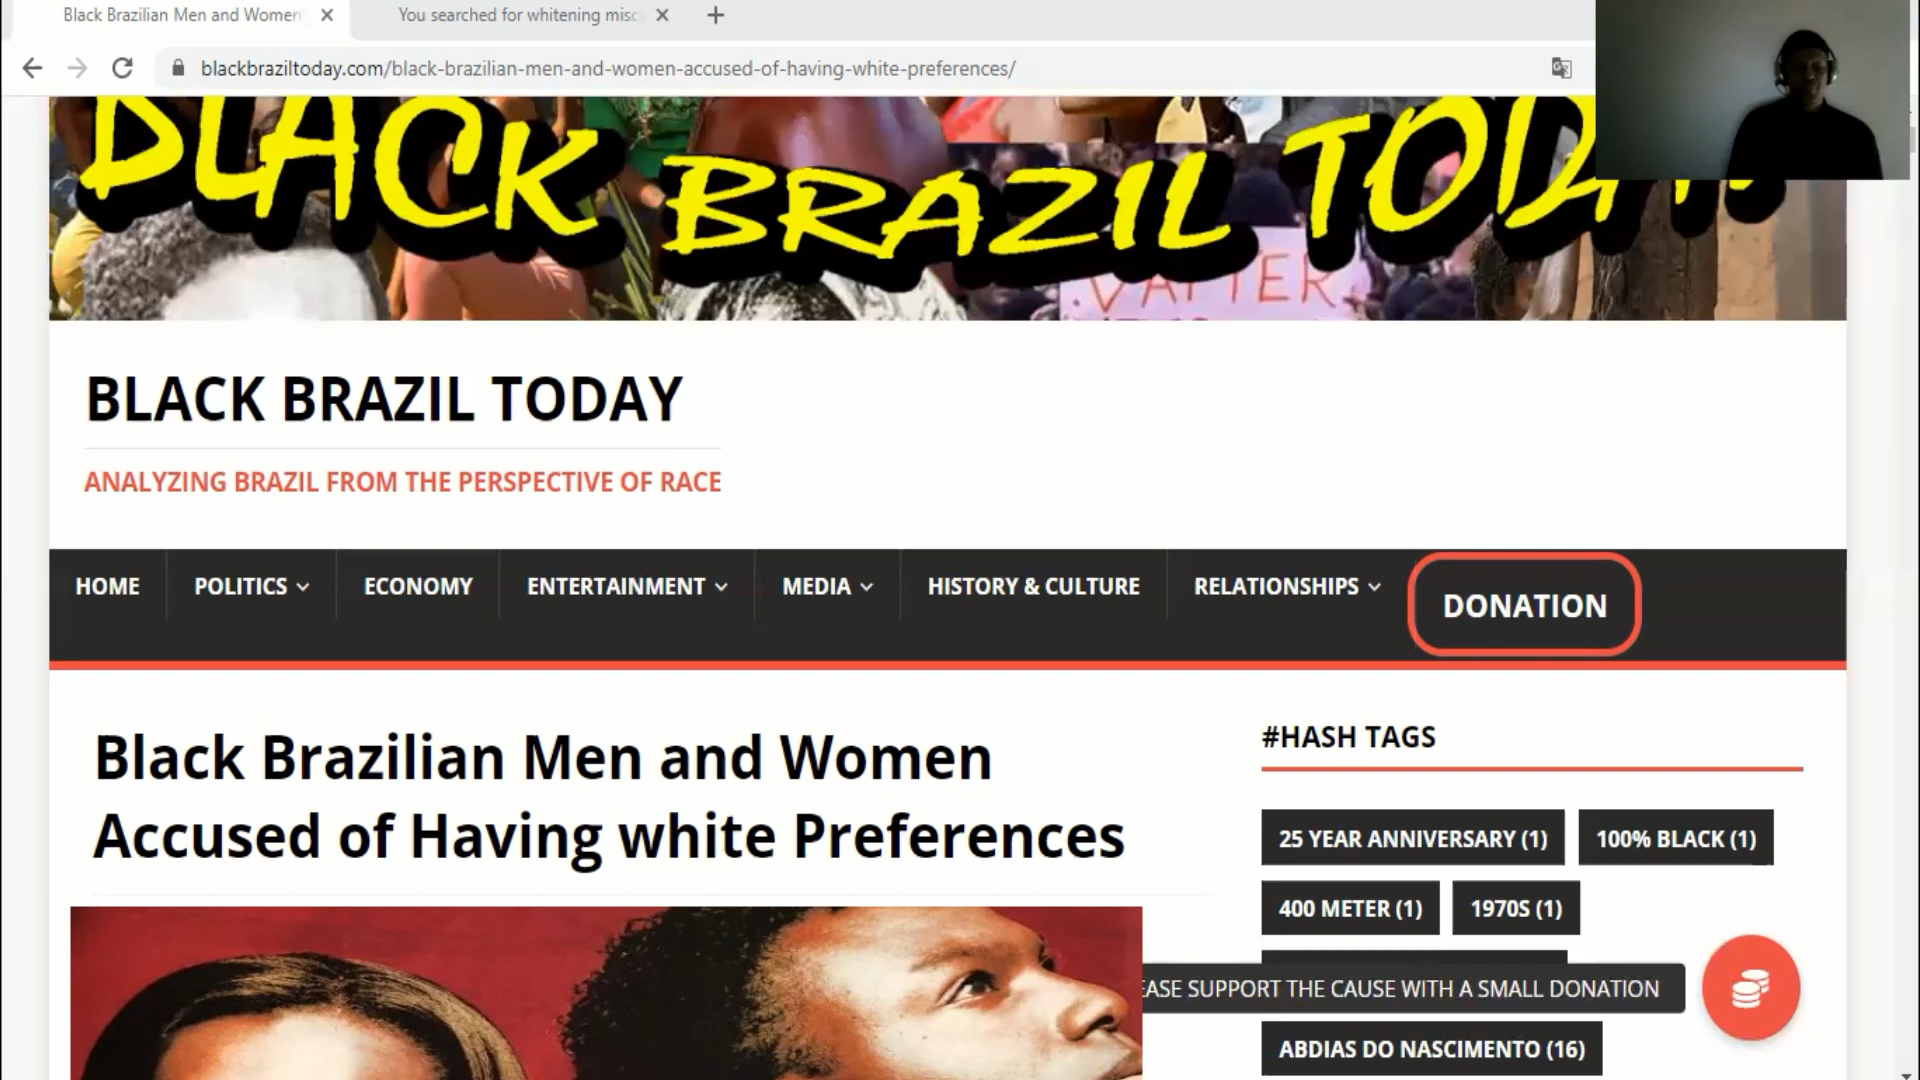 Black Brazilian Men and Women
You searched for whitening misc
blackbraziltoday.com/black-brazilian-men-and-women-accused-of-having-white-preferences/
BLACK BRAZIL TODAY
BLACK BRAZIL TODAY
ANALYZING BRAZIL FROM THE PERSPECTIVE OF RACE
HOME
POLITICS
ECONOMY
ENTERTAINMENT
MEDIA
HISTORY & CULTURE
RELATIONSHIPS
DONATION
Black Brazilian Men and Women
Accused of Having white Preferences
#HASH TAGS
25 YEAR ANNIVERSARY (1)
100% BLACK (1)
400 METER (1)
1970S (1)
EASE SUPPORT THE CAUSE WITH A SMALL DONATION
ABDIAS DO NASCIMENTO (16)